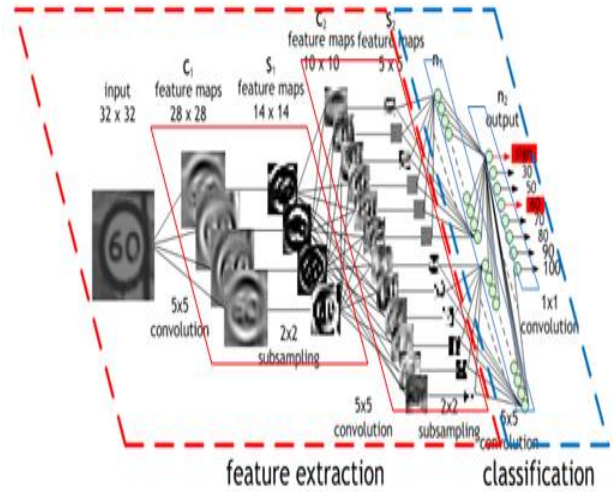 C₂ S₂
feature maps feature maps
10 x 10 5 x 5
C₁ S₁
input feature maps feature maps
32 x 32 28 x 28 14 x 14
n₁
n₂
output
60
30
50
60
70
80
90
100
5x5
convolution
2x2
subsampling
5x5
convolution
2x2
subsampling
convolution
1x1
convolution
feature extraction
classification